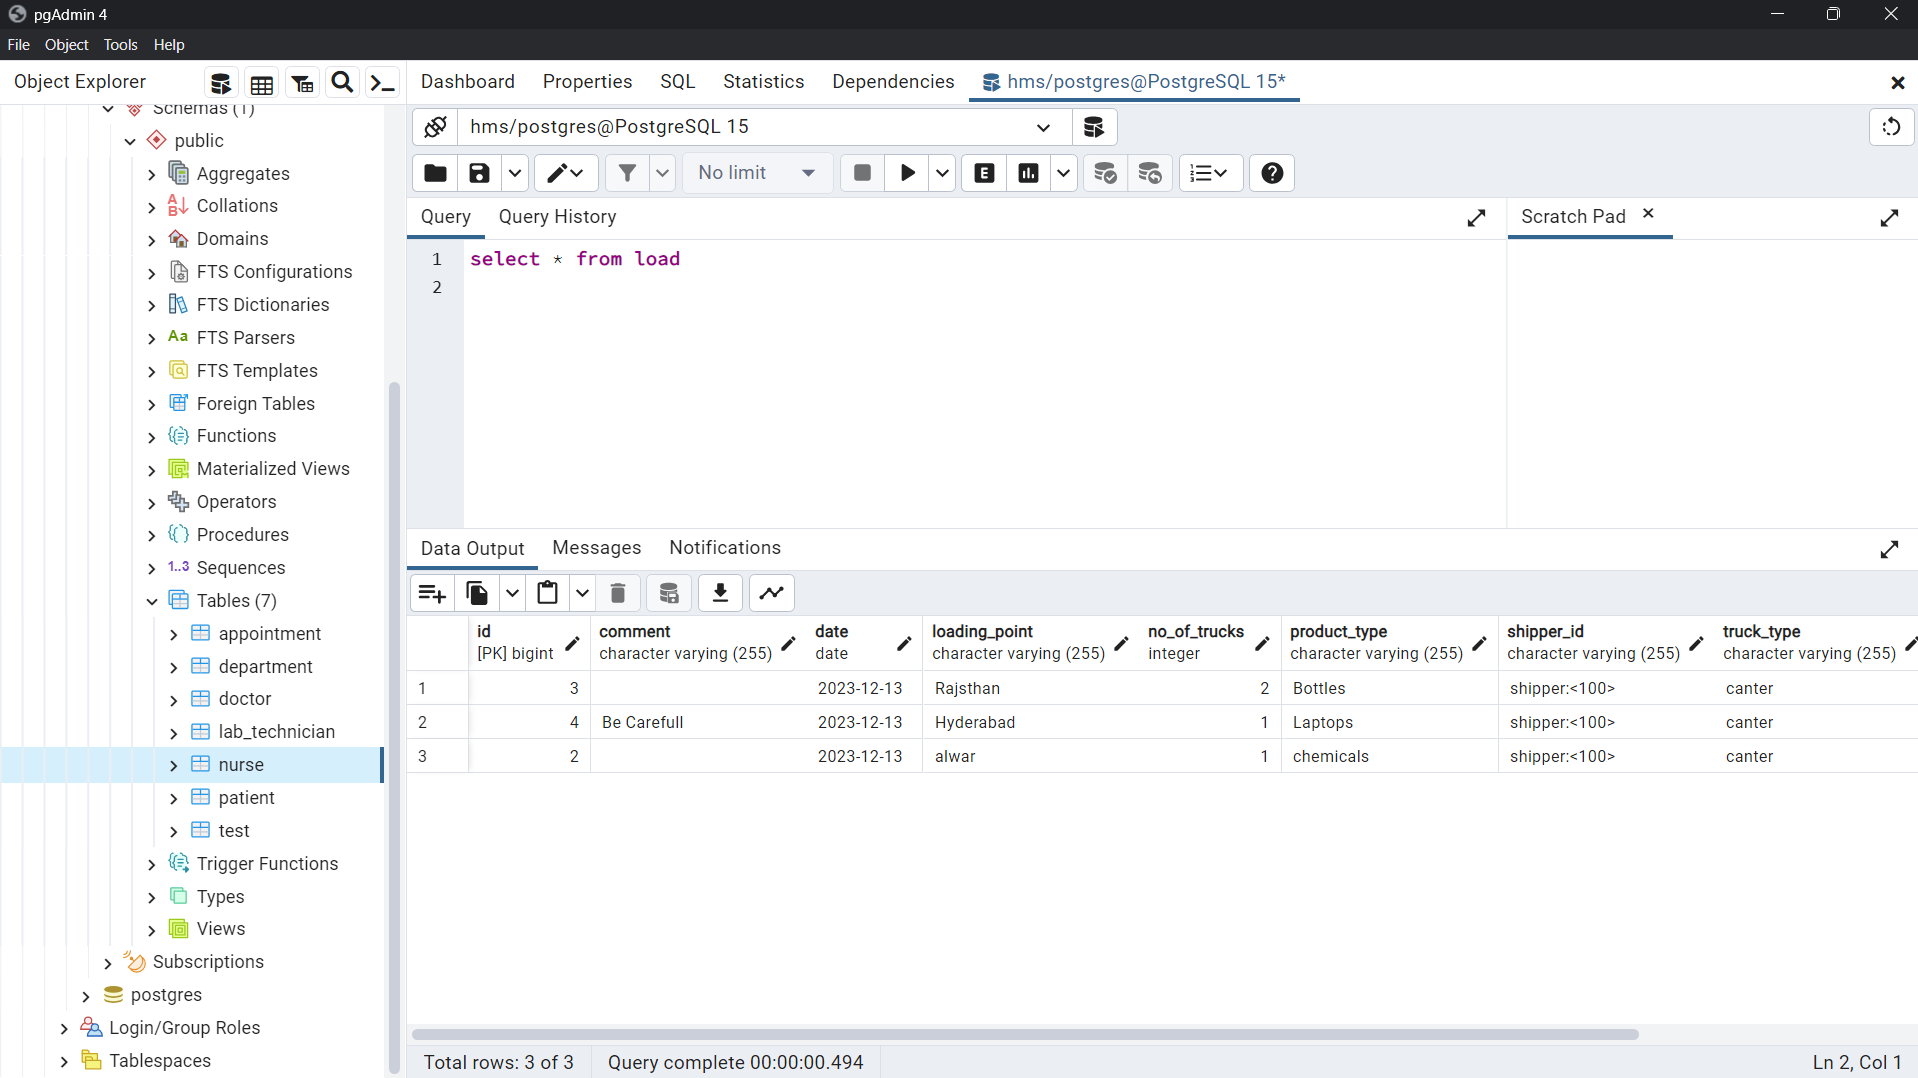 pgAdmin 4
File Object Tools Help
Object Explorer
Dashboard Properties SQL Statistics Dependencies hms/postgres@PostgreSQL 15*
Schemas (1)
public
Aggregates
Collations
Domains
FTS Configurations
FTS Dictionaries
Aa FTS Parsers
FTS Templates
Foreign Tables
Functions
Materialized Views
Operators
Procedures
1..3 Sequences
Tables (7)
appointment
department
doctor
lab_technician
nurse
patient
test
Trigger Functions
Types
Views
Subscriptions
postgres
Login/Group Roles
Tablespaces
hms/postgres@PostgreSQL 15
No limit
E
Query Query History
Scratch Pad
1 select * from load
2
Data Output Messages Notifications
id comment date loading_point no_of_trucks product_type shipper_id truck_type
[PK] bigint character varying (255) date character varying (255) integer character varying (255) character varying (255) character varying (255)
1 3 2023-12-13 Rajsthan 2 Bottles shipper:<100> canter
2 4 Be Carefull 2023-12-13 Hyderabad 1 Laptops shipper:<100> canter
3 2 2023-12-13 alwar 1 chemicals shipper:<100> canter
Total rows: 3 of 3 Query complete 00:00:00.494 Ln 2, Col 1